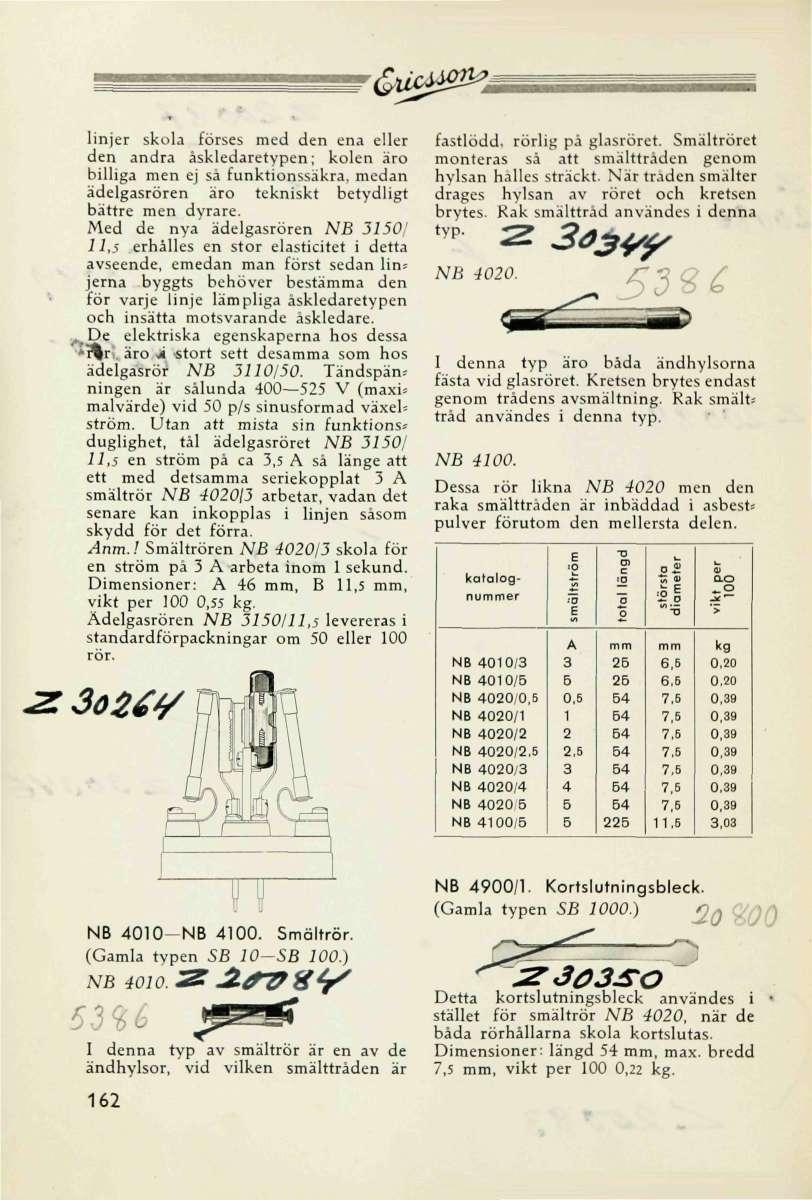 Ericsson
linjer skola förses med den ena eller
den andra åskledaretypen; kolen äro
billiga men ej så funktionssäkra, medan
ädelgasrören äro tekniskt betydligt
bättre men dyrare.
Med de nya ädelgasrören NB 3150/
11,5 erhålles en stor elasticitet i detta
avseende, emedan man först sedan lin-
jerna byggts behöver bestämma den
för varje linje lämpliga åskledaretypen
och insätta motsvarande åskledare.
De elektriska egenskaperna hos dessa
rör äro i stort sett desamma som hos
ädelgasrör NB 3110/50. Tändspän-
ningen är sålunda 400—525 V (maxi-
malvärde) vid 50 p/s sinusformad växel-
ström. Utan att mista sin funktions-
duglighet, tål ädelgasröret NB 3150/
11,5 en ström på ca 3,5 A så länge att
ett med detsamma seriekopplat 3 A
smältrör NB 4020/3 arbetar, vadan det
senare kan inkopplas i linjen såsom
skydd för det förra.
Anm.! Smältrören NB 4020/3 skola för
en ström på 3 A arbeta inom 1 sekund.
Dimensioner: A 46 mm, B 11,5 mm,
vikt per 100 0,55 kg.
Ädelgasrören NB 3150/11,5 levereras i
standardförpackningar om 50 eller 100
rör.
Z 30264
NB 4010—NB 4100. Smältrör.
(Gamla typen SB 10—SB 100.)
NB 4010. Z 20084
5386
I denna typ av smältrör är en av de
ändhylsor, vid vilken smälttråden är
162
fastlödd, rörlig på glasröret. Smältröret
monteras så att smälttråden genom
hylsan hålles sträckt. När tråden smälter
drages hylsan av röret och kretsen
brytes. Rak smälttråd användes i denna
typ. Z 30344
NB 4020. 5386
I denna typ äro båda ändhylsorna
fästa vid glasröret. Kretsen brytes endast
genom trådens avsmältning. Rak smält-
tråd användes i denna typ.
NB 4100.
Dessa rör likna NB 4020 men den
raka smälttråden är inbäddad i asbest-
pulver förutom den mellersta delen.
katalog-nummer smältström total längd största diameter vikt per 100
A mm mm kg
NB 4010/3 3 25 6,5 0,20
NB 4010/5 5 25 6,5 0,20
NB 4020/0,5 0,5 54 7,5 0,39
NB 4020/1 1 54 7,5 0,39
NB 4020/2 2 54 7,5 0,39
NB 4020/2,5 2,5 54 7,5 0,39
NB 4020/3 3 54 7,5 0,39
NB 4020/4 4 54 7,5 0,39
NB 4020/5 5 54 7,5 0,39
NB 4100/5 5 225 11,5 3,03
NB 4900/1. Kortslutningsbleck.
(Gamla typen SB 1000.) 20 800
Z 30350
Detta kortslutningsbleck användes i
stället för smältrör NB 4020, när de
båda rörhållarna skola kortslutas.
Dimensioner: längd 54 mm, max. bredd
7,5 mm, vikt per 100 0,22 kg.